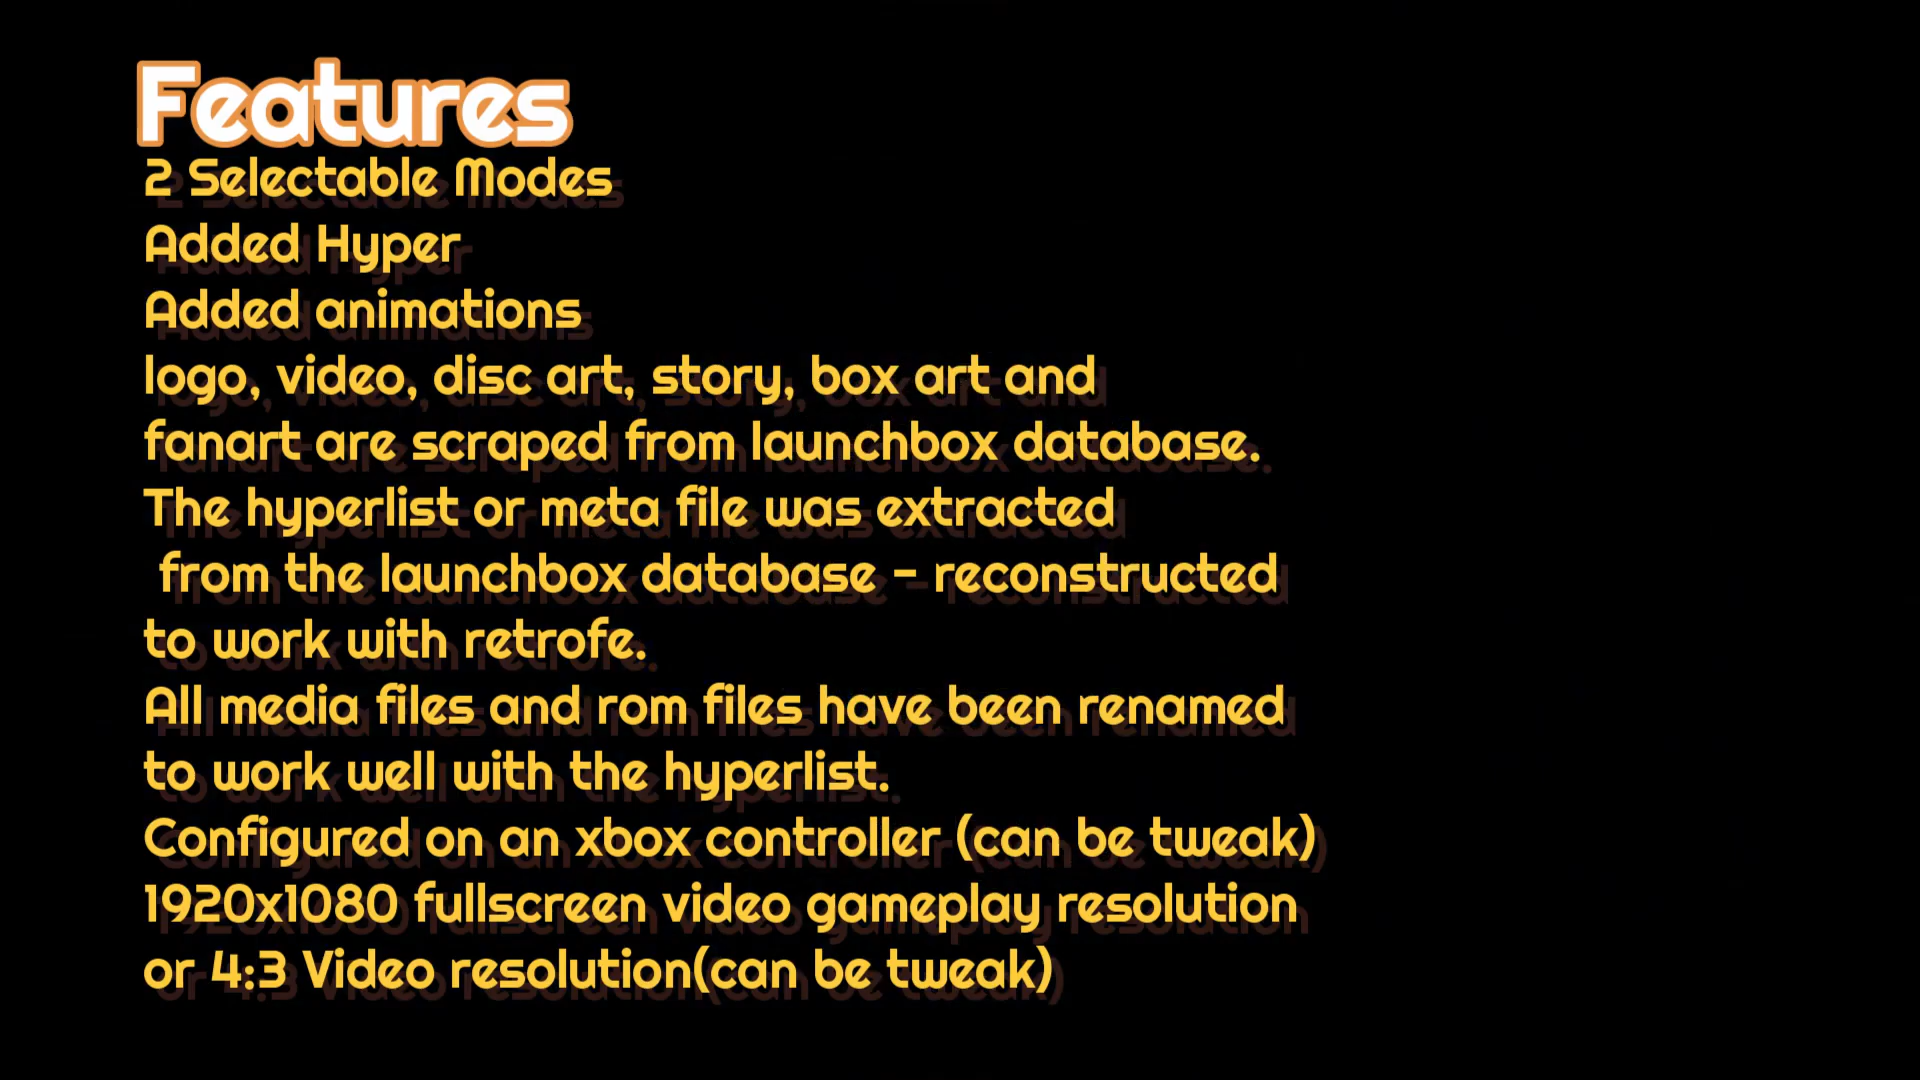 Features
2 Selectable Modes
Added Hyper
Added animations
logo, video, disc art, story, box art and
fanart are scraped from launchbox database.
The hyperlist or meta file was extracted
from the launchbox database - reconstructed
to work with retrofe.
All media files and rom files have been renamed
to work well with the hyperlist.
Configured on an xbox controller (can be tweak)
1920x1080 fullscreen video gameplay resolution
or 4:3 Video resolution(can be tweak)